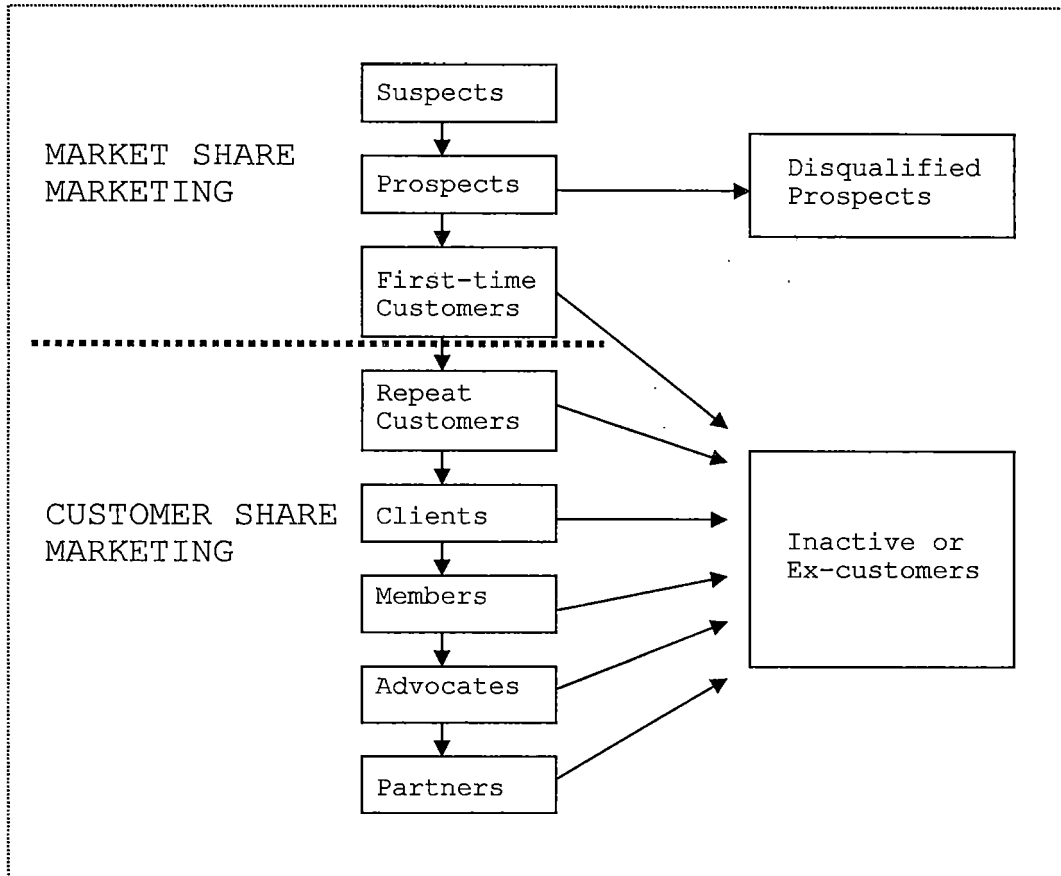 Suspects
MARKET SHARE
MARKETING
Prospects
Disqualified
Prospects
First-time
Customers
Repeat
Customers
CUSTOMER SHARE
MARKETING
Clients
Inactive or
Ex-customers
Members
Advocates
Partners